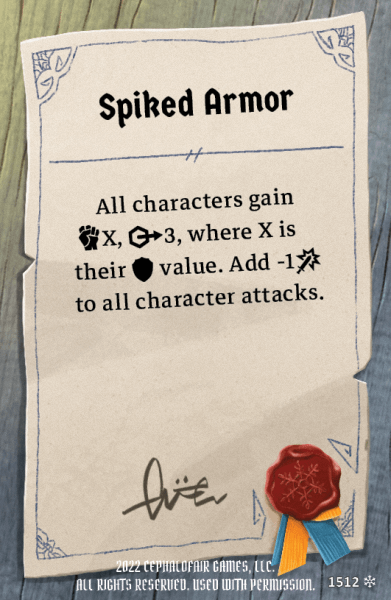 Spiked Armor
All characters gain
X, 3, where X is
their value. Add -1
to all character attacks.
2022 CEPHALOFAIR GAMES, LLC.
ALL RIGHTS RESERVED. USED WITH PERMISSION.
1512